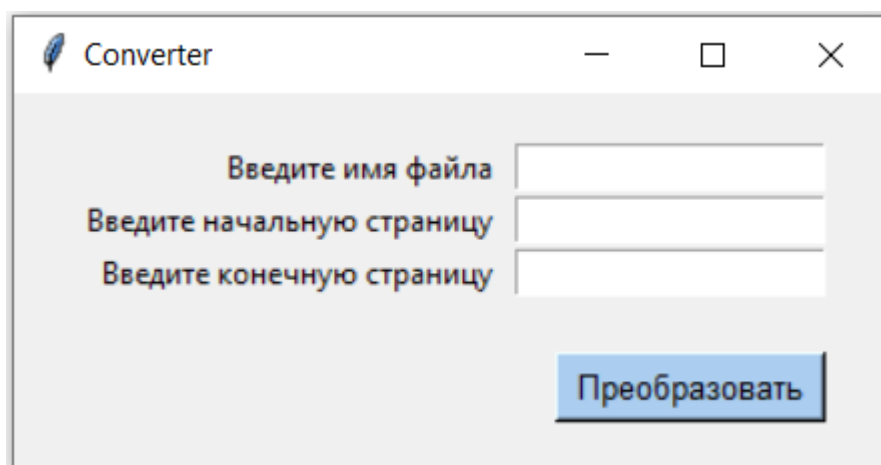 Converter
Введите имя файла
Введите начальную страницу
Введите конечную страницу
Преобразовать